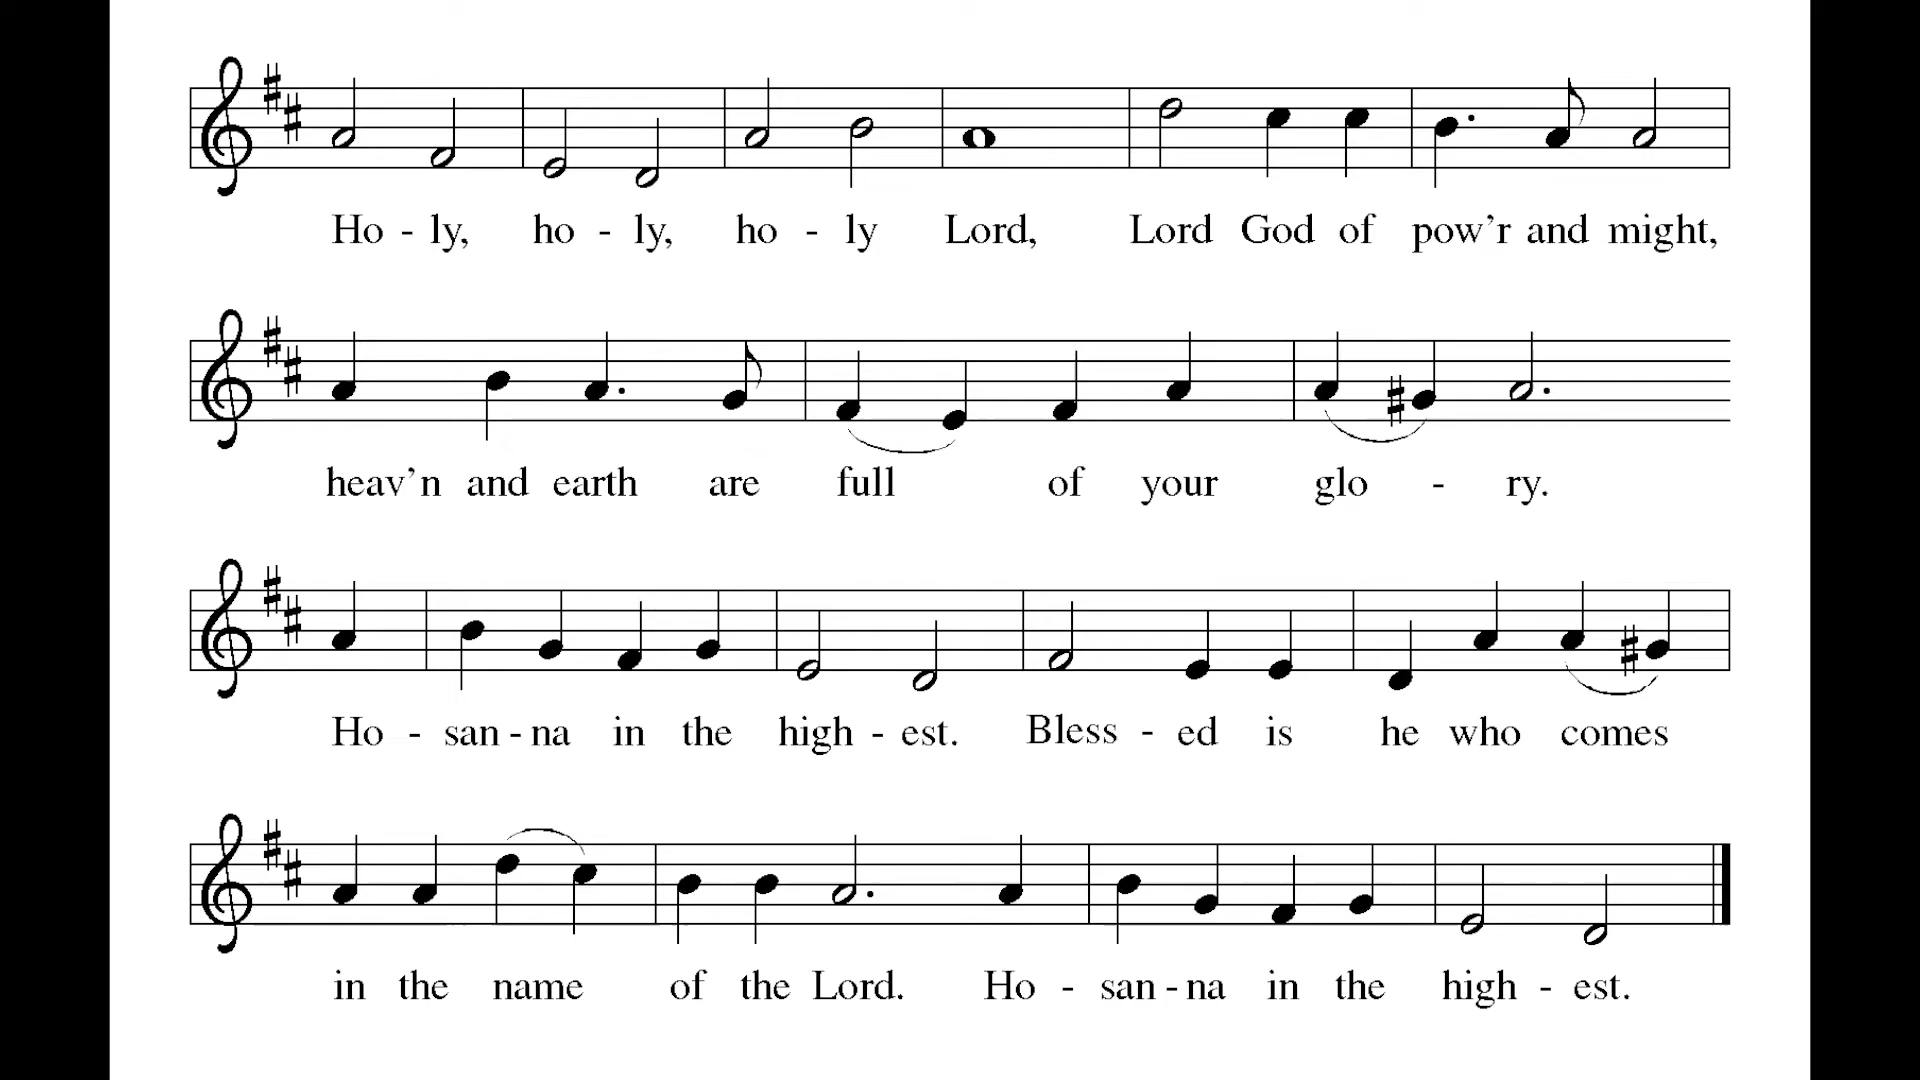 Ho - ly, ho - ly, ho - ly Lord, Lord God of pow’r and might,
heav’n and earth are full of your glo - ry.
Ho - san - na in the high - est. Bless - ed is he who comes
in the name of the Lord. Ho - san - na in the high - est.